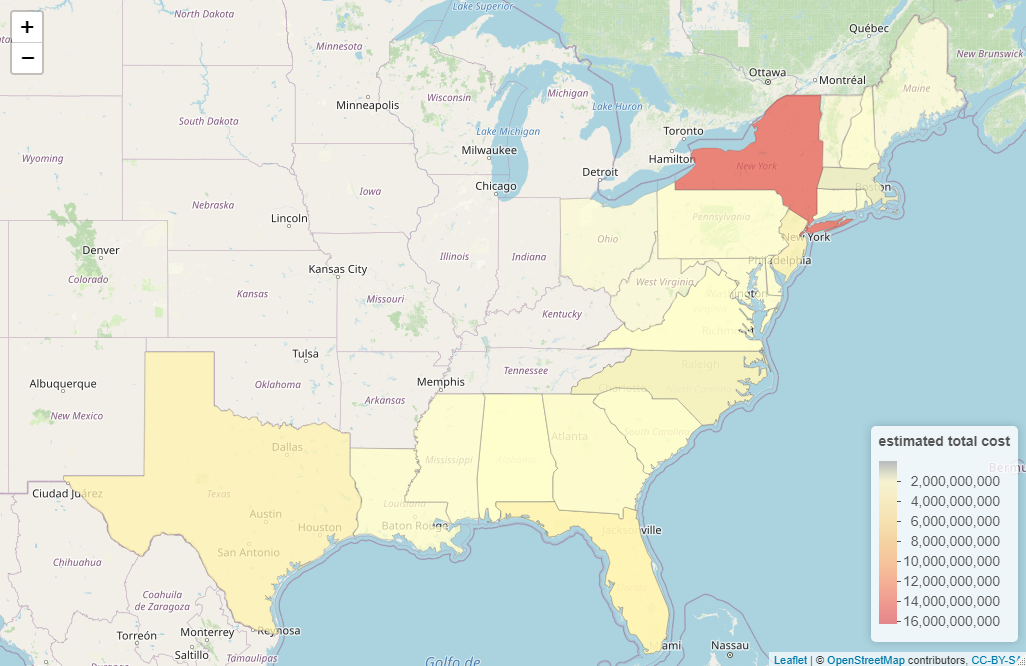 +
−
Lake Superior
North Dakota
Québec
New Brunswick
Minnesota
Ottawa
Montréal
Maine
Wisconsin
Michigan
Minneapolis
Lake Huron
South Dakota
Toronto
Lake Michigan
Milwaukee
Hamilton
Wyoming
New York
Detroit
Chicago
Boston
Iowa
Nebraska
Lincoln
Pennsylvania
Ohio
New York
Denver
Illinois
Indiana
Philadelphia
Kansas City
Colorado
West Virginia
Kansas
Washington
Missouri
Kentucky
Richmond
Tulsa
Raleigh
Tennessee
Albuquerque
Oklahoma
Memphis
Charlotte
Arkansas
New Mexico
South Carolina
Atlanta
Dallas
Mississippi
Alabama
Ciudad Juárez
Texas
Louisiana
Austin
Baton Rouge
Houston
Jacksonville
San Antonio
Chihuahua
Coahuila
de Zaragoza
Reynosa
Torreón
Monterrey
Saltillo
Tamaulipas
Golfo de
ami
Nassau
estimated total cost
2,000,000,000
4,000,000,000
6,000,000,000
8,000,000,000
10,000,000,000
12,000,000,000
14,000,000,000
16,000,000,000
Bermu
Leaflet | © OpenStreetMap contributors, CC-BY-SA